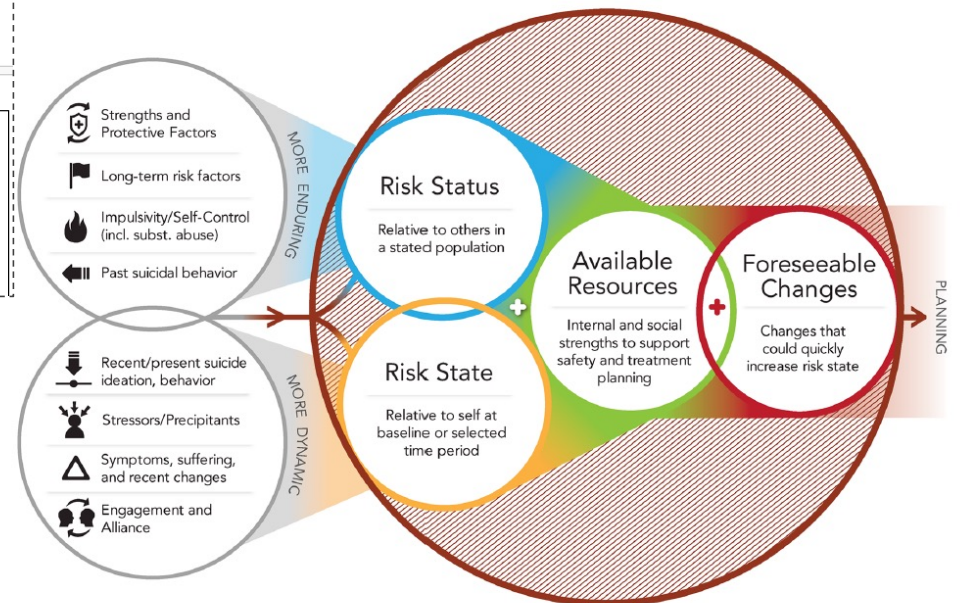 Strengths and
Protective Factors
Long-term risk factors
Impulsivity/Self-Control
(incl. subst. abuse)
Past suicidal behavior
MORE ENDURING
Recent/present suicide
ideation, behavior
Stressors/Precipitants
Symptoms, suffering,
and recent changes
Engagement and
Alliance
MORE DYNAMIC
Risk Status
Relative to others in
a stated population
Risk State
Relative to self at
baseline or selected
time period
Available
Resources
Internal and social
strengths to support
safety and treatment
planning
Foreseeable
Changes
Changes that
could quickly
increase risk state
PLANNING